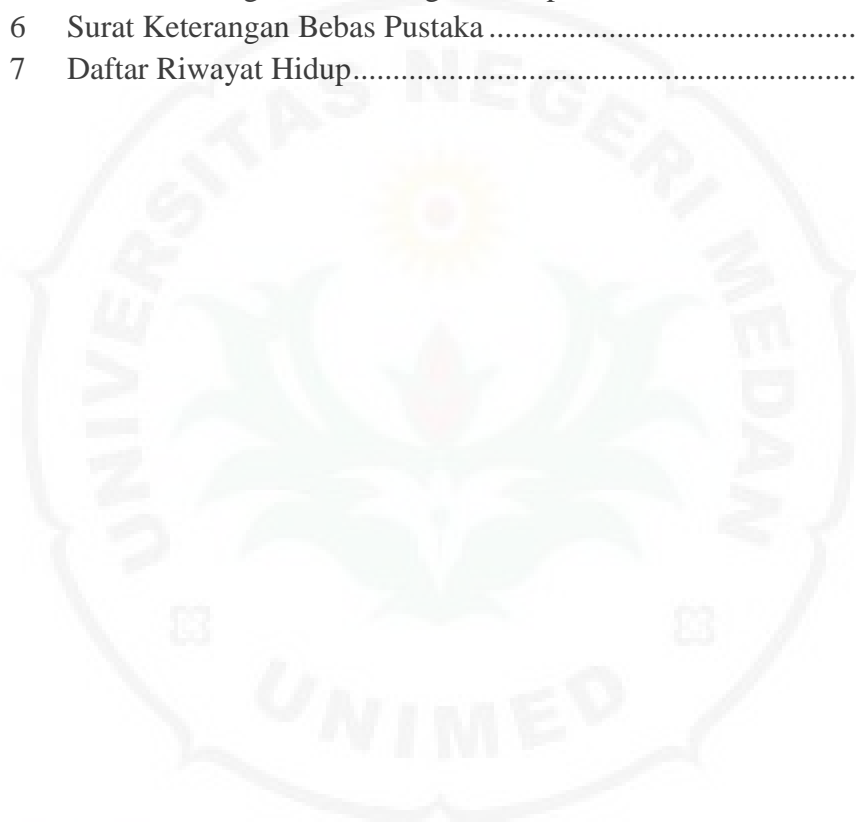 6 Surat Keterangan Bebas Pustaka ............................................
7 Daftar Riwayat Hidup.............................................................
UNIVERSITAS NEGERI MEDAN
UNIMED